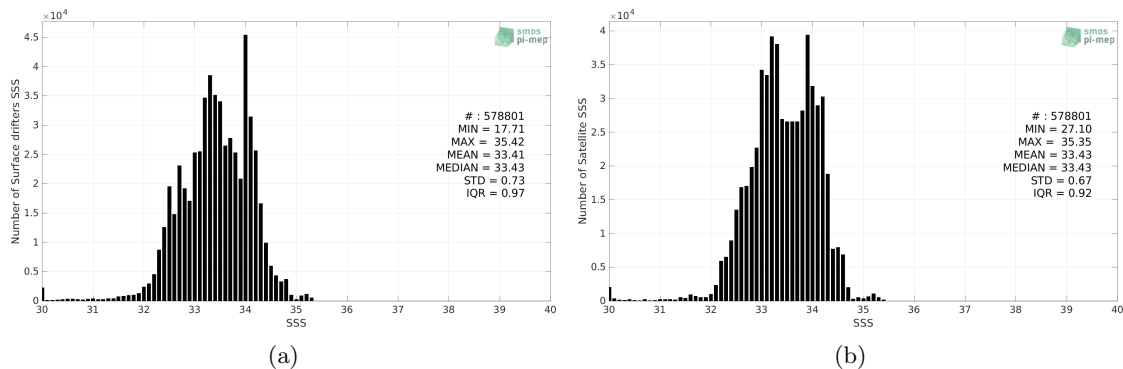 ×10⁴
4.5
4
3.5
3
2.5
2
1.5
1
0.5
0
30 31 32 33 34 35 36 37 38 39 40
SSS
Number of Surface drifters SSS
smos
pi-mep
# : 578801
MIN = 17.71
MAX = 35.42
MEAN = 33.41
MEDIAN = 33.43
STD = 0.73
IQR = 0.97
(a)
×10⁴
4
3.5
3
2.5
2
1.5
1
0.5
0
30 31 32 33 34 35 36 37 38 39 40
SSS
Number of Satellite SSS
smos
pi-mep
# : 578801
MIN = 27.10
MAX = 35.35
MEAN = 33.43
MEDIAN = 33.43
STD = 0.67
IQR = 0.92
(b)